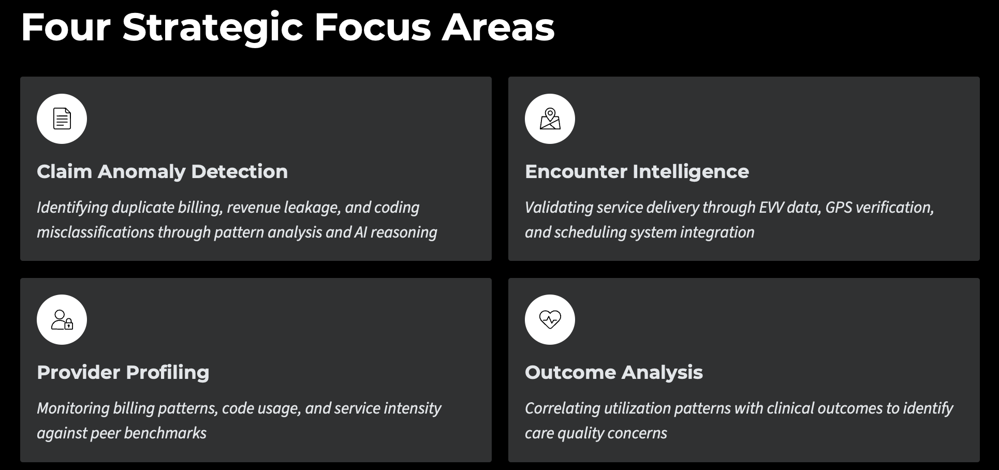 Four Strategic Focus Areas
Claim Anomaly Detection
Identifying duplicate billing, revenue leakage, and coding
misclassifications through pattern analysis and AI reasoning
Encounter Intelligence
Validating service delivery through EVV data, GPS verification,
and scheduling system integration
Provider Profiling
Monitoring billing patterns, code usage, and service intensity
against peer benchmarks
Outcome Analysis
Correlating utilization patterns with clinical outcomes to identify
care quality concerns